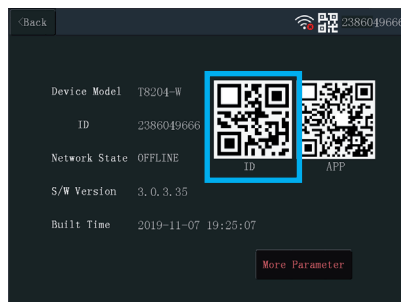 <Back
2386049666
Device Model T8204-W
ID 2386049666
Network State OFFLINE
ID APP
S/W Version 3.0.3.35
Built Time 2019-11-07 19:25:07
More Parameter